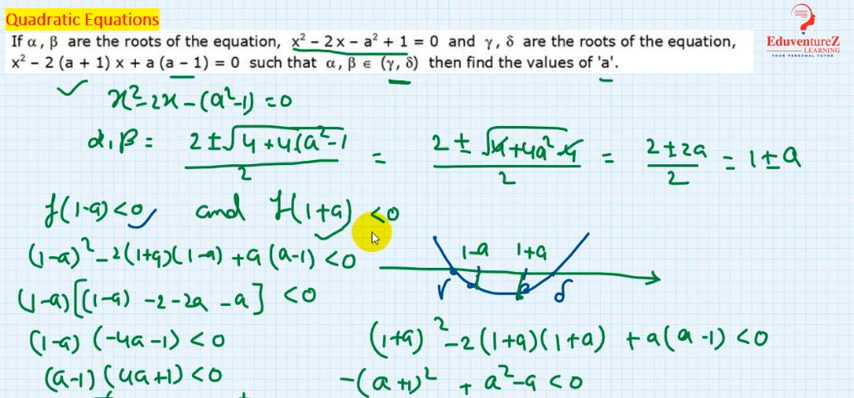 Quadratic Equations
If α, β are the roots of the equation, x² − 2x − a² + 1 = 0 and γ, δ are the roots of the equation,
x² − 2 (a + 1) x + a (a − 1) = 0 such that α, β ∈ (γ, δ) then find the values of 'a'.
EduventureZ
LEARNING
YOUR PERSONAL TUTOR
x² − 2x − (a² − 1) = 0
α, β = (2 ± √(4 + 4(a² − 1)) / 2 = (2 ± √(4 + 4a² − 4)) / 2 = (2 ± 2a) / 2 = 1 ± a
f(1−a) < 0 and f(1+a) < 0
(1−a)² − 2(1+a)(1−a) + a(a−1) < 0
1−a 1+a
γ δ
(1−a)[(1−a) − 2 − 2a − a] < 0
(1−a)(−4a−1) < 0
(1+a)² − 2(1+a)(1+a) + a(a−1) < 0
(a−1)(4a+1) < 0
−(a+1)² + a² − a < 0